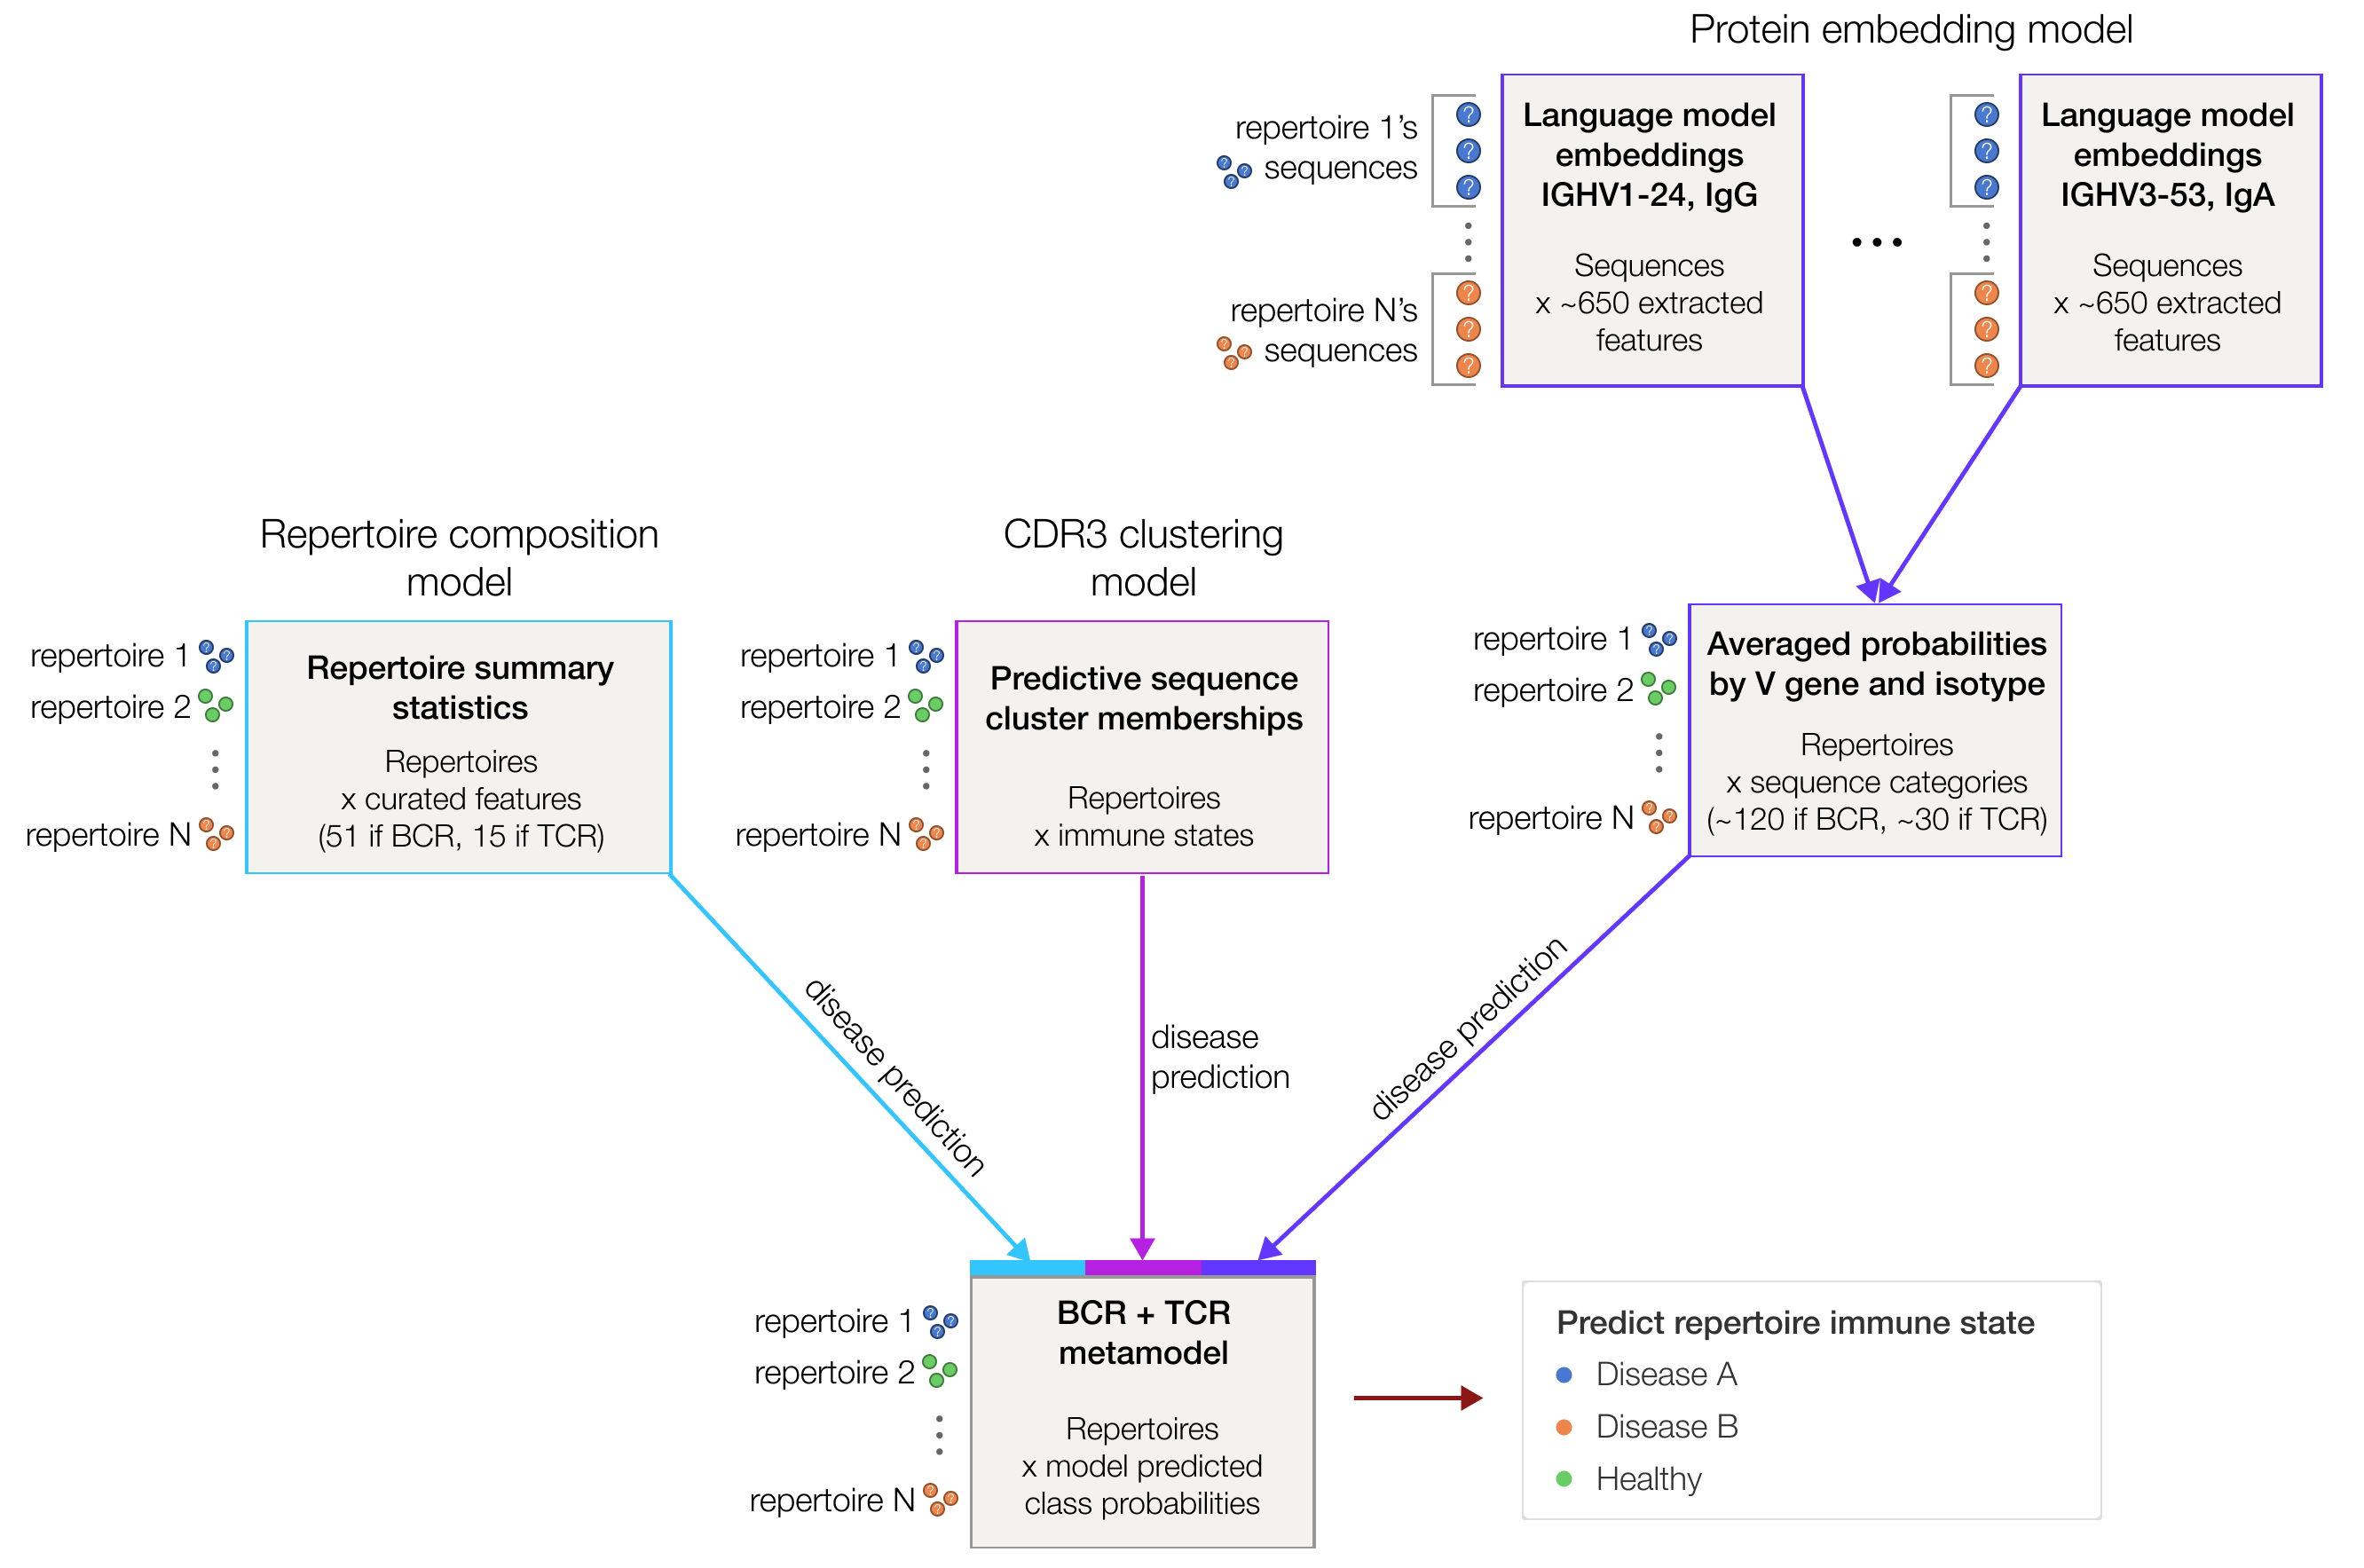 Protein embedding model
repertoire 1's
sequences
repertoire N's
sequences
? ? ?
? ? ?
Language model
embeddings
IGHV1-24, IgG
Sequences
x ~650 extracted
features
...
? ? ?
? ? ?
Language model
embeddings
IGHV3-53, IgA
Sequences
x ~650 extracted
features
Repertoire composition
model
repertoire 1
repertoire 2
repertoire N
Repertoire summary
statistics
Repertoires
x curated features
(51 if BCR, 15 if TCR)
CDR3 clustering
model
repertoire 1
repertoire 2
repertoire N
Predictive sequence
cluster memberships
Repertoires
x immune states
repertoire 1
repertoire 2
repertoire N
Averaged probabilities
by V gene and isotype
Repertoires
x sequence categories
(~120 if BCR, ~30 if TCR)
disease prediction
disease
prediction
disease prediction
repertoire 1
repertoire 2
repertoire N
BCR + TCR
metamodel
Repertoires
x model predicted
class probabilities
Predict repertoire immune state
Disease A
Disease B
Healthy